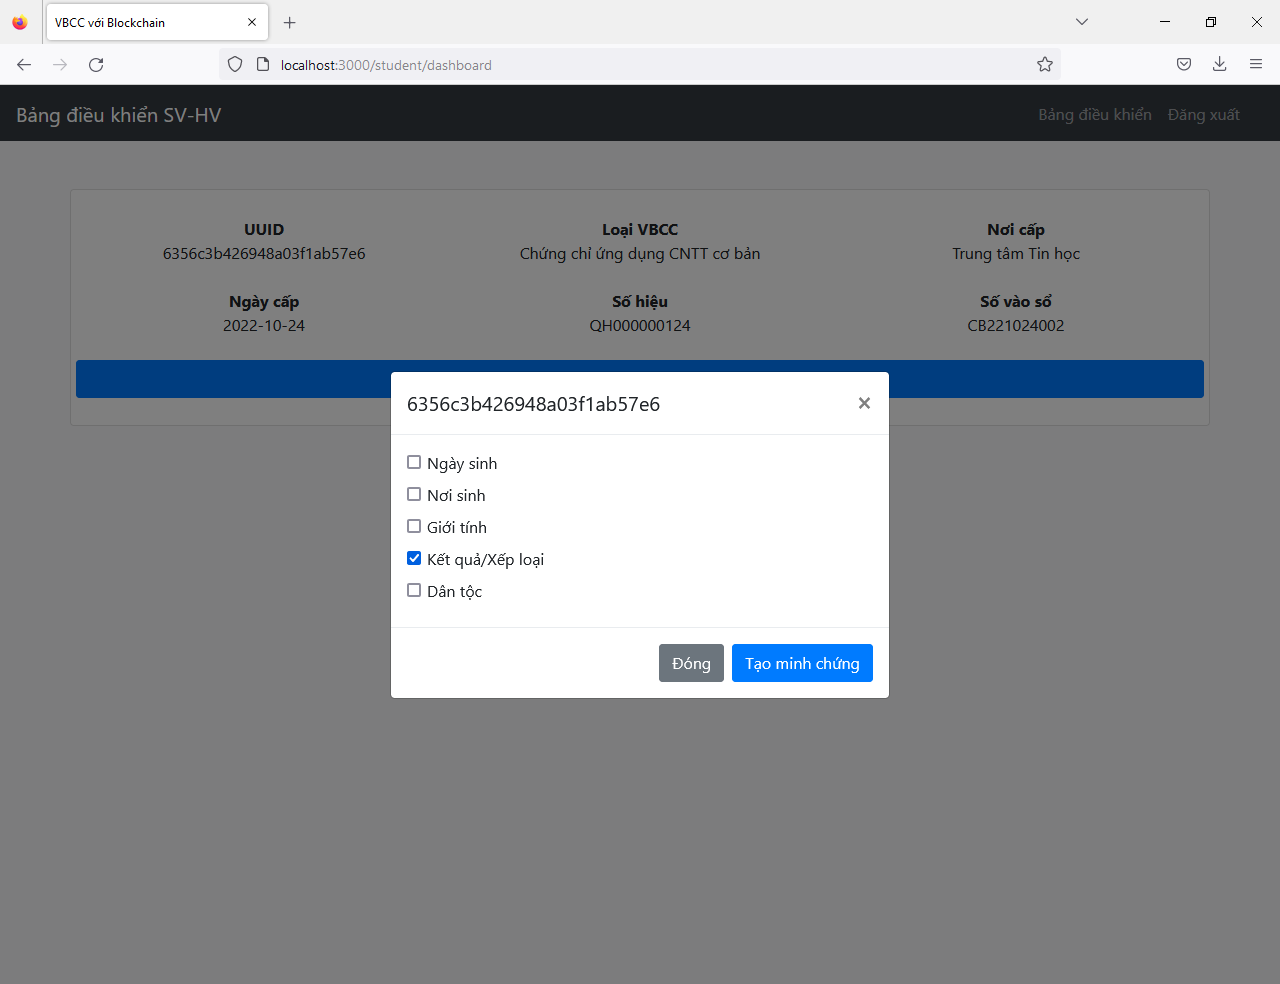 VBCC với Blockchain
localhost:3000/student/dashboard
Bảng điều khiển SV-HV
Bảng điều khiển Đăng xuất
UUID Loại VBCC Nơi cấp
6356c3b426948a03f1ab57e6 Chứng chỉ ứng dụng CNTT cơ bản Trung tâm Tin học
Ngày cấp Số hiệu Số vào sổ
2022-10-24 QH000000124 CB221024002
6356c3b426948a03f1ab57e6 ×
Ngày sinh
Nơi sinh
Giới tính
Kết quả/Xếp loại
Dân tộc
Đóng Tạo minh chứng